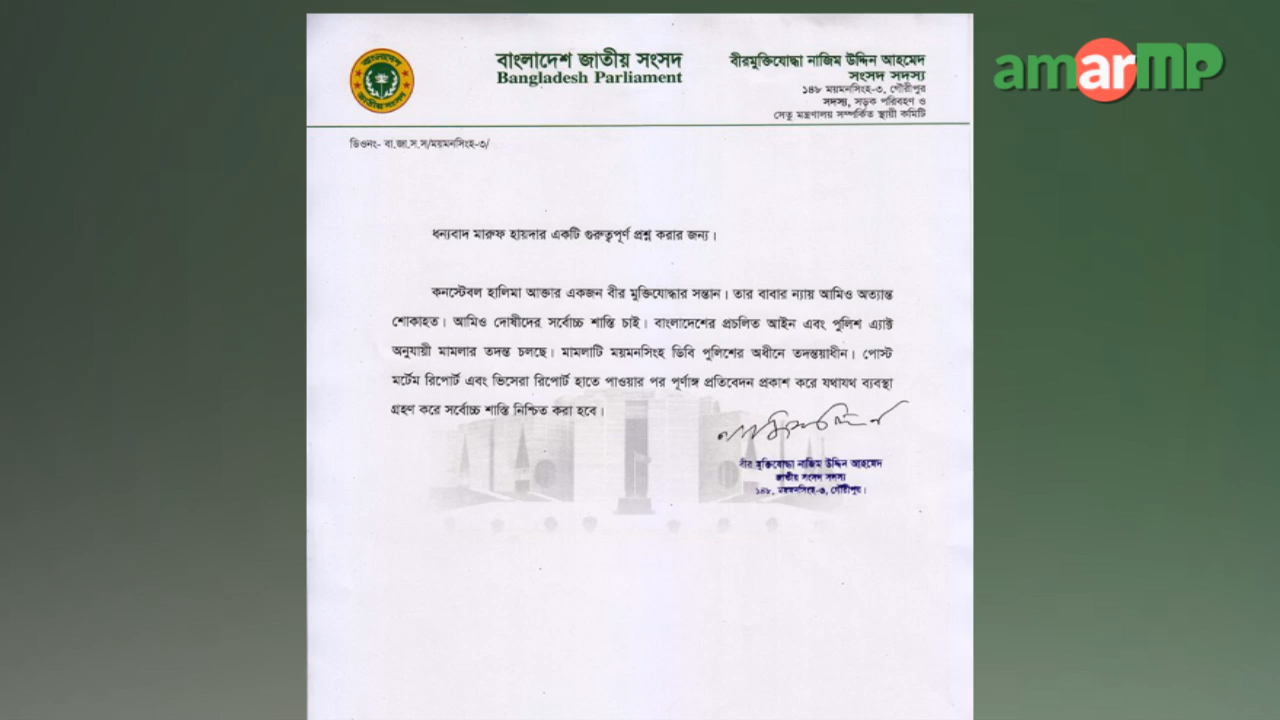 বাংলাদেশ
জাতীয় সংসদ
বাংলাদেশ জাতীয় সংসদ
Bangladesh Parliament
বীরমুক্তিযোদ্ধা নাজিম উদ্দিন আহমেদ
সংসদ সদস্য
১৪৮ ময়মনসিংহ-৩, গৌরীপুর
সদস্য, সড়ক পরিবহণ ও
সেতু মন্ত্রণালয় সম্পর্কিত স্থায়ী কমিটি
amarMP
ডিওনং- বা.জা.স.স/ময়মনসিংহ-৩/
ধন্যবাদ মারুফ হায়দার একটি গুরুত্বপূর্ণ প্রশ্ন করার জন্য।
কনস্টেবল হালিমা আক্তার একজন বীর মুক্তিযোদ্ধার সন্তান। তার বাবার ন্যায় আমিও অত্যান্ত
শোকাহত। আমিও দোষীদের সর্বোচ্চ শাস্তি চাই। বাংলাদেশের প্রচলিত আইন এবং পুলিশ এ্যাক্ট
অনুযায়ী মামলার তদন্ত চলছে। মামলাটি ময়মনসিংহ ডিবি পুলিশের অধীনে তদন্তয়াধীন। পোস্ট
মর্টেম রিপোর্ট এবং ভিসেরা রিপোর্ট হাতে পাওয়ার পর পূর্ণাঙ্গ প্রতিবেদন প্রকাশ করে যথাযথ ব্যবস্থা
গ্রহণ করে সর্বোচ্চ শাস্তি নিশ্চিত করা হবে।
বীর মুক্তিযোদ্ধা নাজিম উদ্দিন আহমেদ
জাতীয় সংসদ সদস্য
১৪৮, ময়মনসিংহ-৩, গৌরীপুর।